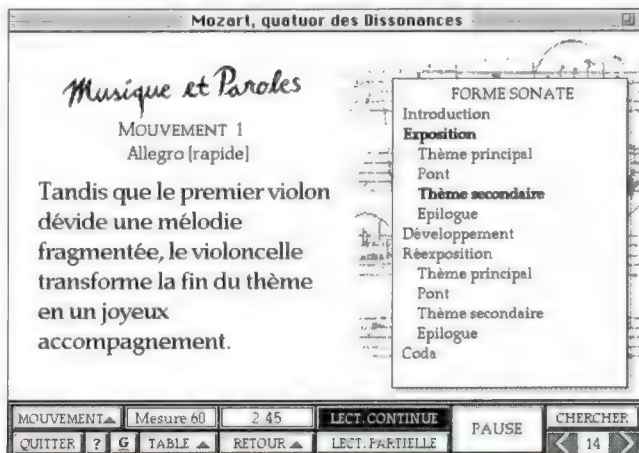 Mozart, quatuor des Dissonances
Musique et Paroles
MOUVEMENT 1
Allegro [rapide]
Tandis que le premier violon
dévide une mélodie
fragmentée, le violoncelle
transforme la fin du thème
en un joyeux
accompagnement.
FORME SONATE
Introduction
Exposition
Thème principal
Pont
Thème secondaire
Epilogue
Développement
Réexposition
Thème principal
Pont
Thème secondaire
Epilogue
Coda
MOUVEMENT Mesure 60 2 45 LECT. CONTINUE PAUSE CHERCHER
QUITTER ? G TABLE RETOUR LECT. PARTIELLE 14